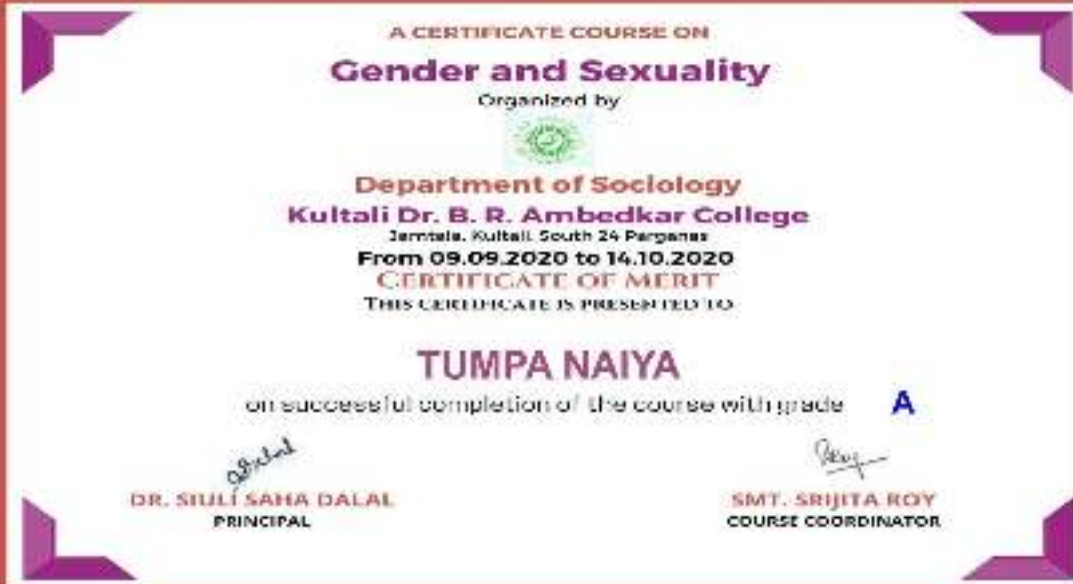 A CERTIFICATE COURSE ON
Gender and Sexuality
Organized by
Department of Sociology
Kultali Dr. B. R. Ambedkar College
Jamtala, Kultali, South 24 Parganas
From 09.09.2020 to 14.10.2020
CERTIFICATE OF MERIT
THIS CERTIFICATE IS PRESENTED TO
TUMPA NAIYA
on successful completion of the course with grade A
DR. SIULI SAHA DALAL
PRINCIPAL
SMT. SRIJITA ROY
COURSE COORDINATOR